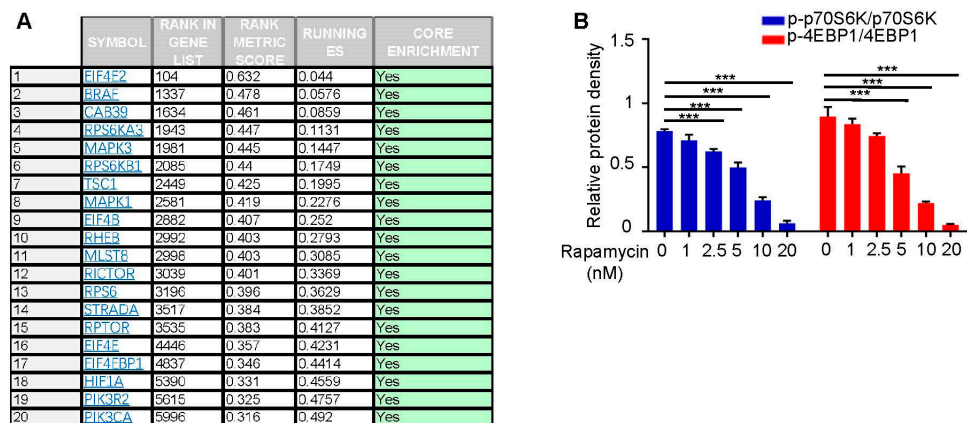 A
SYMBOL RANK IN GENE LIST RANK METRIC SCORE RUNNING ES CORE ENRICHMENT
1 EIF4E2 104 0.632 0.044 Yes
2 BRAF 1337 0.478 0.0576 Yes
3 CAB39 1634 0.461 0.0859 Yes
4 RPS6KA3 1943 0.447 0.1131 Yes
5 MAPK3 1981 0.445 0.1447 Yes
6 RPS6KB1 2085 0.44 0.1749 Yes
7 TSC1 2449 0.425 0.1995 Yes
8 MAPK1 2581 0.419 0.2276 Yes
9 EIF4B 2882 0.407 0.252 Yes
10 RHEB 2992 0.403 0.2793 Yes
11 MLST8 2998 0.403 0.3085 Yes
12 RICTOR 3039 0.401 0.3369 Yes
13 RPS6 3196 0.396 0.3629 Yes
14 STRADA 3517 0.384 0.3852 Yes
15 RPTOR 3535 0.383 0.4127 Yes
16 EIF4E 4446 0.357 0.4231 Yes
17 EIF4EBP1 4837 0.346 0.4414 Yes
18 HIF1A 5390 0.331 0.4559 Yes
19 PIK3R2 5615 0.325 0.4757 Yes
20 PIK3CA 5996 0.316 0.492 Yes
B
p-p70S6K/p70S6K
p-4EBP1/4EBP1
Relative protein density
1.5
1
0.5
0
*** ***
*** ***
*** ***
***
Rapamycin 0 1 2.5 5 10 20 0 1 2.5 5 10 20
(nM)